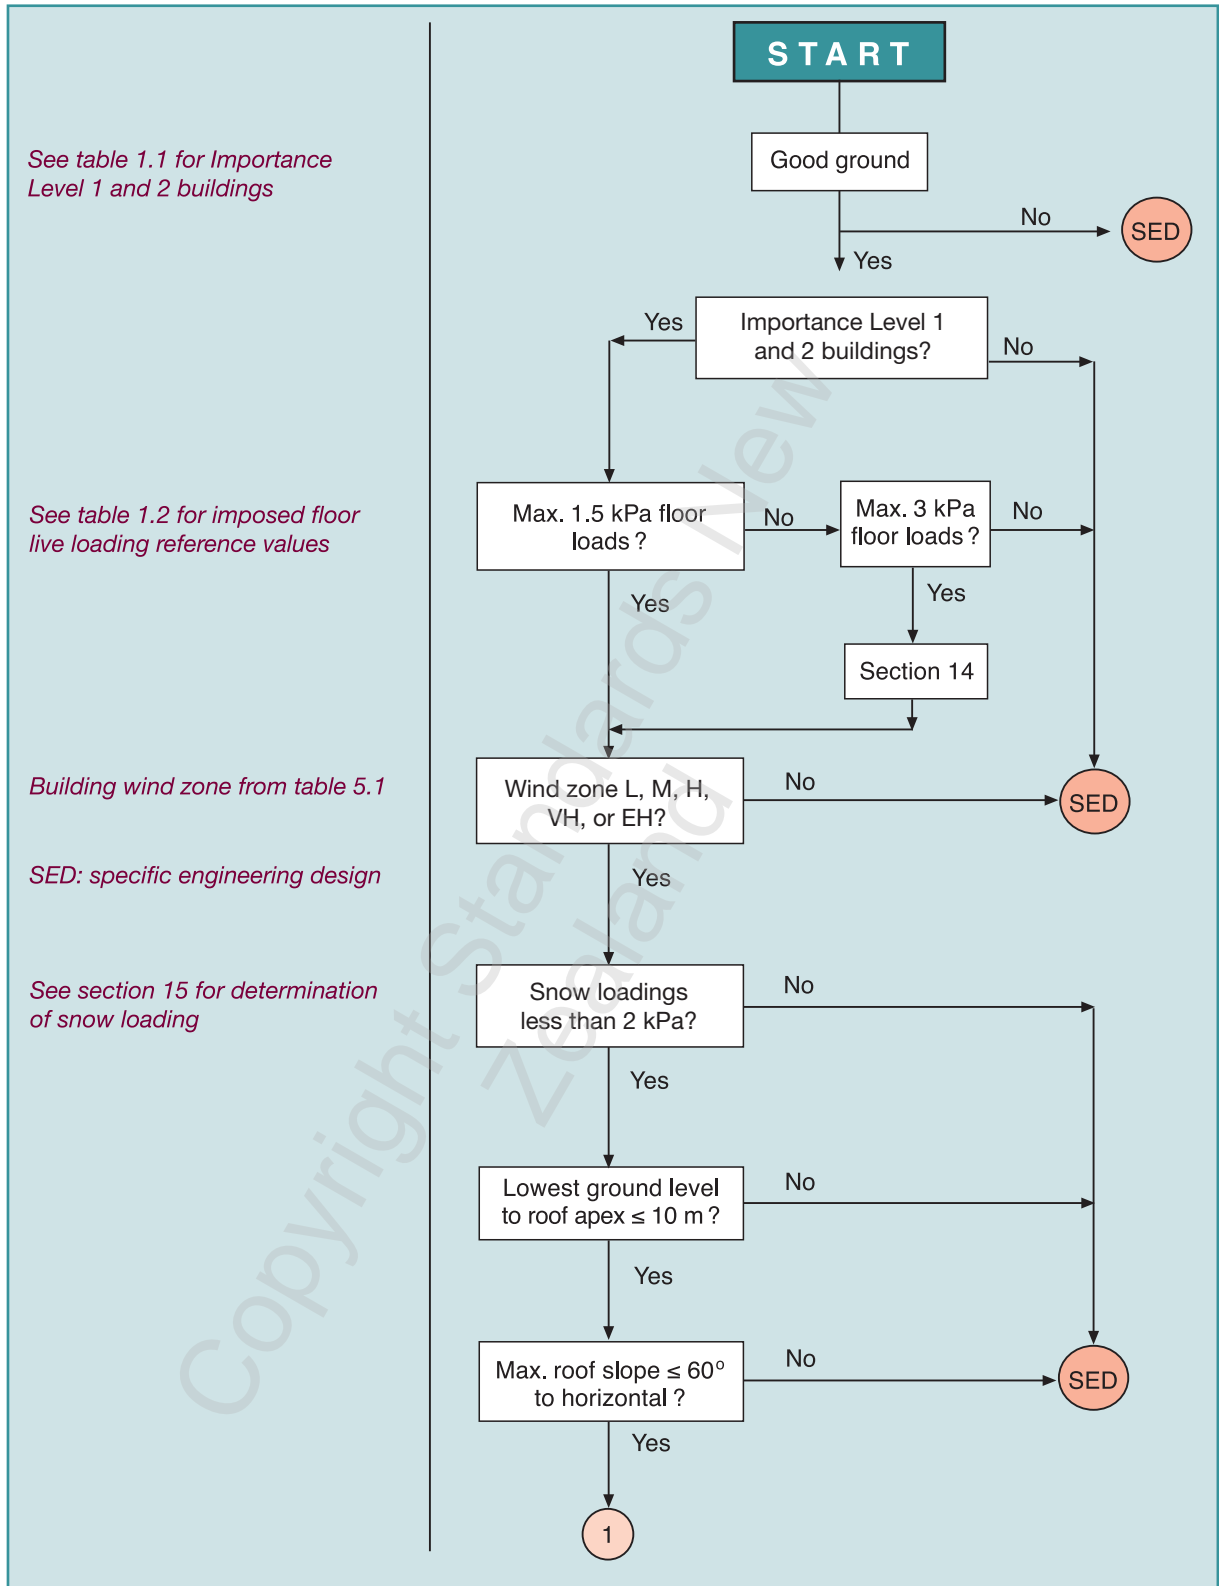 START
Good ground
See table 1.1 for Importance
Level 1 and 2 buildings
No
SED
Yes
Importance Level 1
and 2 buildings?
Yes
No
See table 1.2 for imposed floor
live loading reference values
Max. 1.5 kPa floor
loads ?
No
Max. 3 kPa
floor loads ?
No
Yes
Yes
Section 14
Building wind zone from table 5.1
Wind zone L, M, H,
VH, or EH?
No
SED
SED: specific engineering design
Yes
See section 15 for determination
of snow loading
Snow loadings
less than 2 kPa?
No
Yes
Lowest ground level
to roof apex ≤ 10 m ?
No
Yes
Max. roof slope ≤ 60°
to horizontal ?
No
SED
Yes
1
Copyright Standards New
Zealand